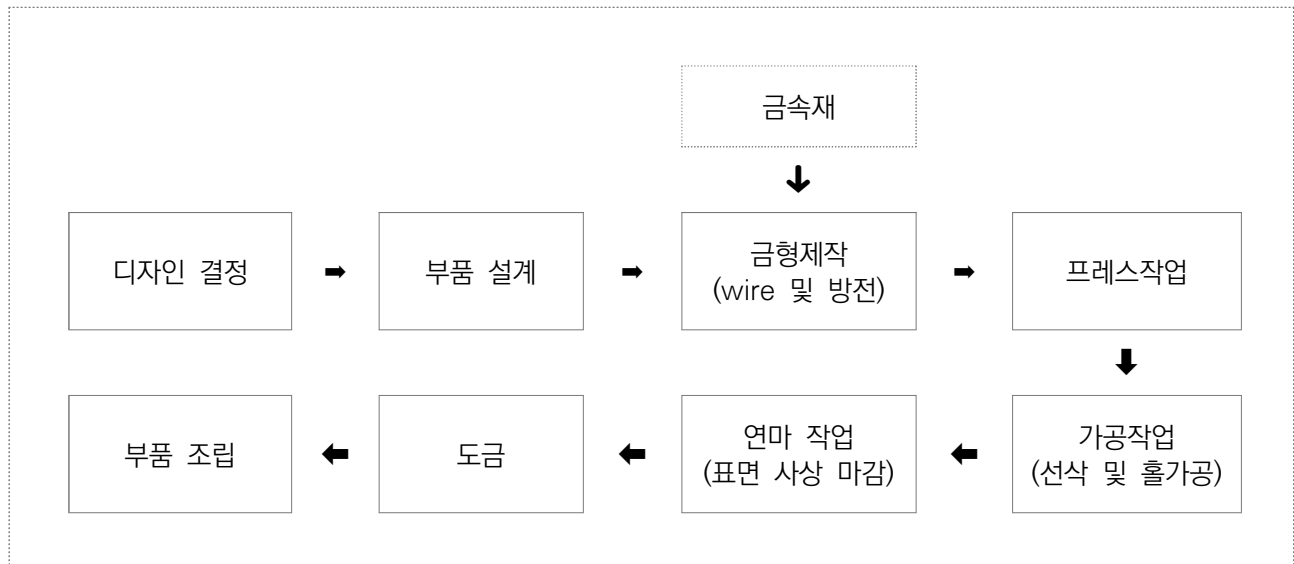 금속재
디자인 결정
부품 설계
금형제작
(wire 및 방전)
프레스작업
가공작업
(선삭 및 홀가공)
연마 작업
(표면 사상 마감)
도금
부품 조립